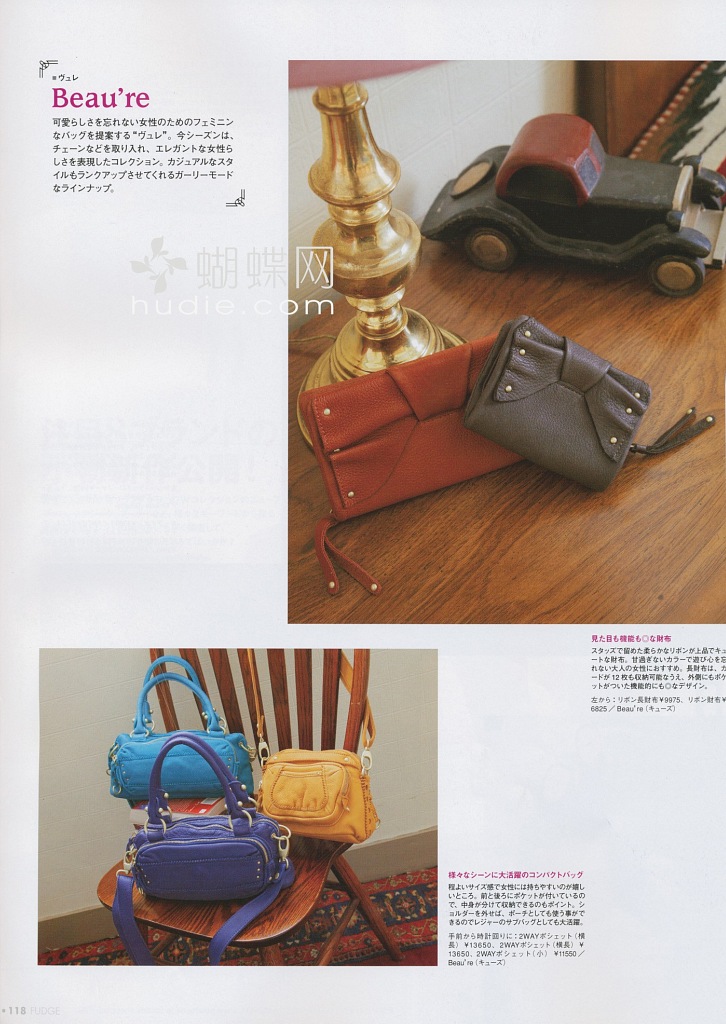 ■ヴュレ
Beau're
可愛らしさを忘れない女性のためのフェミニン
なバッグを提案する“ヴュレ”。今シーズンは、
チェーンなどを取り入れ、エレガントな女性ら
しさを表現したコレクション。カジュアルなスタ
イルもランクアップさせてくれるガーリーモード
なラインナップ。
蝴蝶网
hudie.com
見た目も機能も◎な財布
スタッズで留めた柔らかなリボンが上品でキュ
ートな財布。甘過ぎないカラーで遊び心を忘
れない大人の女性におすすめ。長財布は、カ
ードが12枚も収納可能なうえ、外側にもポケ
ットがついた機能的にも◎なデザイン。
左から:リボン長財布¥9975、リボン財布¥
6825/Beau're(キューズ)
様々なシーンに大活躍のコンパクトバッグ
程よいサイズ感で女性には持ちやすいのが嬉し
いところ。前と後ろにポケットが付いているの
で、中身が分けて収納できるのもポイント。シ
ョルダーを外せば、ポーチとしても使う事がで
きるのでレジャーのサブバッグとしても大活躍。
手前から時計回りに:2WAYポシェット(横
長)¥13650、2WAYポシェット(横長)¥
13650、2WAYポシェット(小)¥11550/
Beau're(キューズ)
118 FUDGE